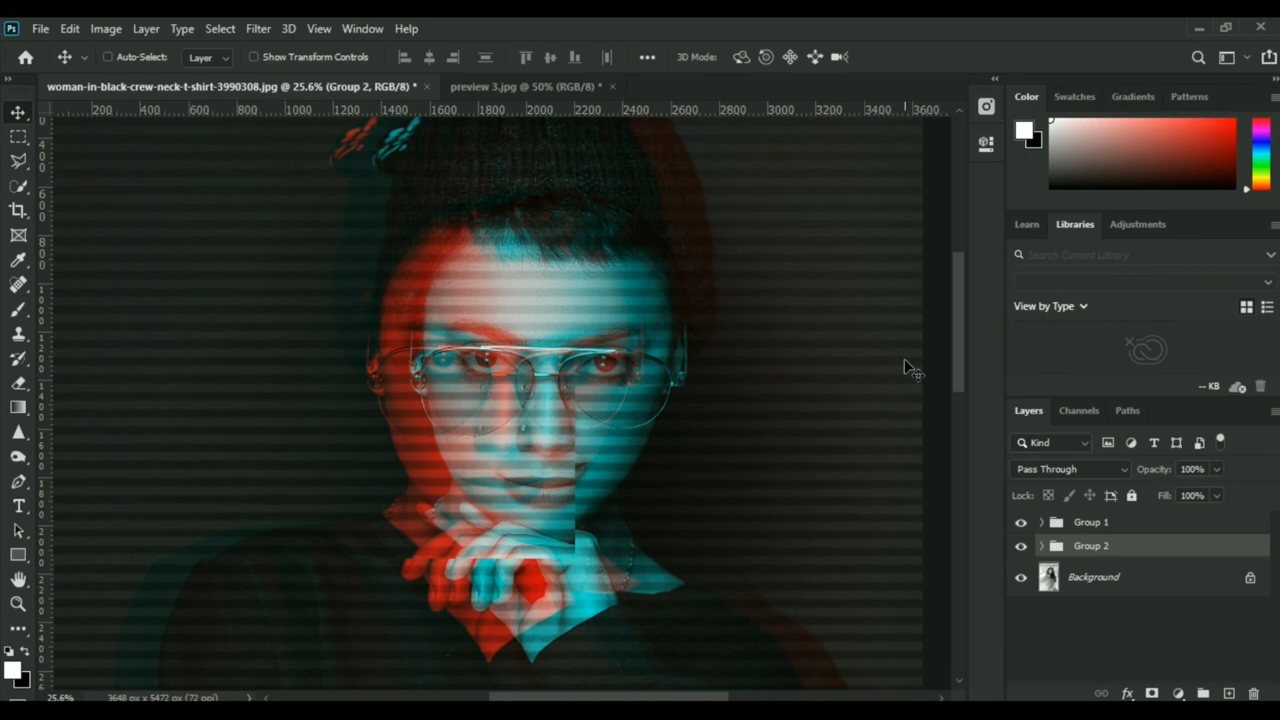 Ps File Edit Image Layer Type Select Filter 3D View Window Help
Auto-Select: Layer Show Transform Controls ••• 3D Mode:
woman-in-black-crew-neck-t-shirt-3990308.jpg @ 25.6% (Group 2, RGB/8) * × preview 3.jpg @ 50% (RGB/8) * ×
200 400 600 800 1000 1200 1400 1600 1800 2000 2200 2400 2600 2800 3000 3200 3400 3600
Color Swatches Gradients Patterns
Learn Libraries Adjustments
Search Current Library
View by Type
-- KB
Layers Channels Paths
Kind
Pass Through Opacity: 100%
Lock: Fill: 100%
Group 1
Group 2
Background
25.6% 3648 px x 5472 px (72 ppi)
fx